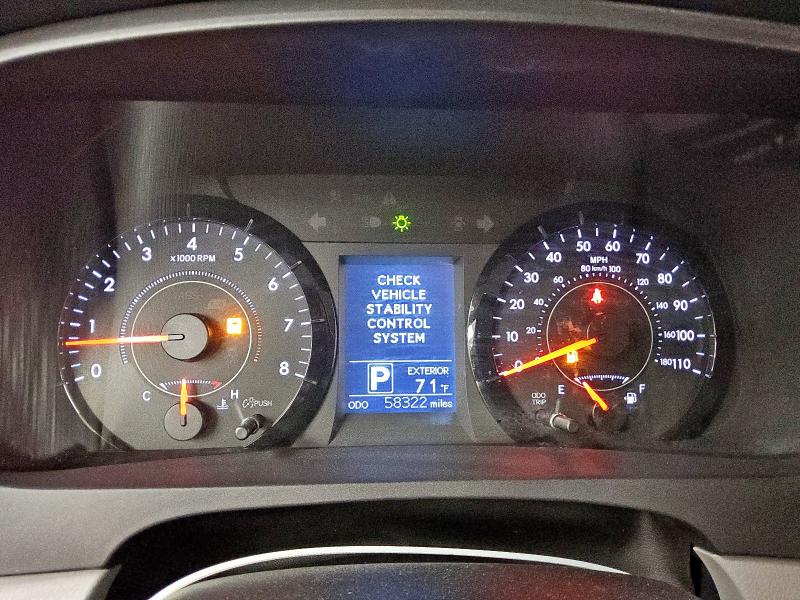 0
1
2
3
4
5
6
7
8
x1000 RPM
C
H
PUSH
CHECK
VEHICLE
STABILITY
CONTROL
SYSTEM
P
EXTERIOR
71°F
ODO 58322 miles
0
10
20
30
40
50
60
70
80
90
100
110
MPH
80 km/h 100
20
40
60
120
140
160
180
E
F
ODO
TRIP